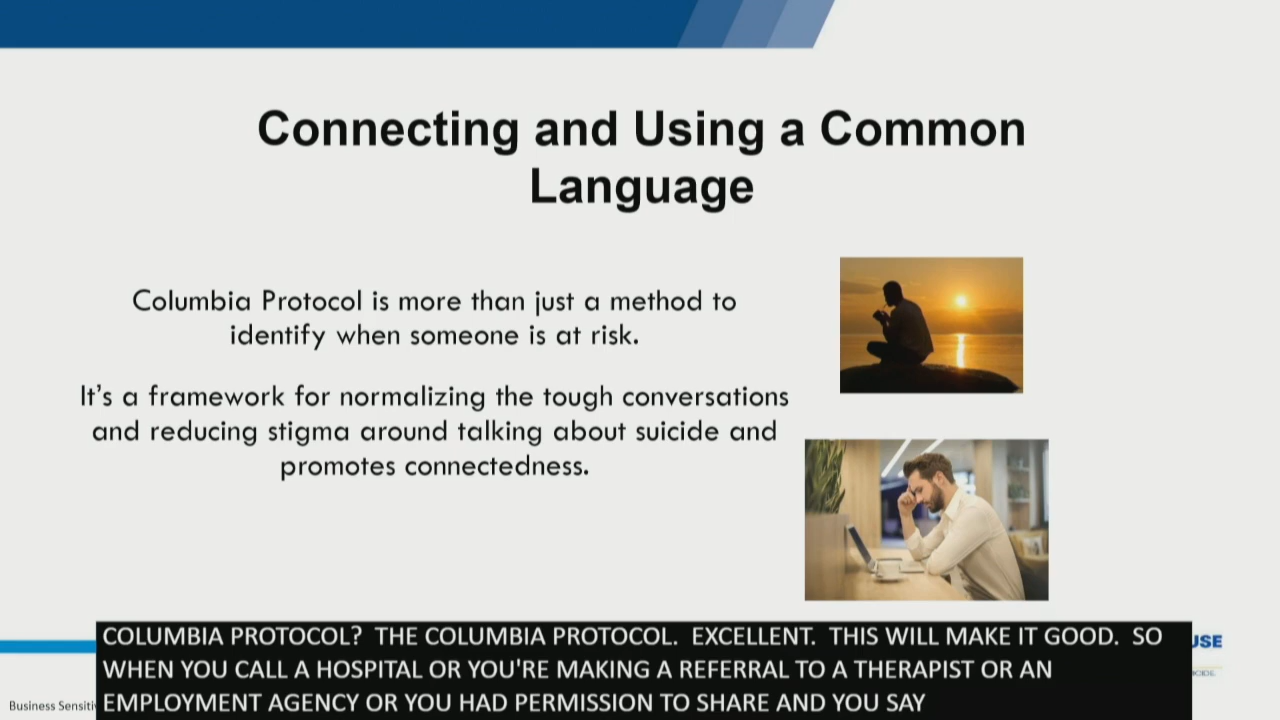 Connecting and Using a Common
Language
Columbia Protocol is more than just a method to
identify when someone is at risk.
It's a framework for normalizing the tough conversations
and reducing stigma around talking about suicide and
promotes connectedness.
COLUMBIA PROTOCOL?  THE COLUMBIA PROTOCOL.  EXCELLENT.  THIS WILL MAKE IT GOOD.  SO
WHEN YOU CALL A HOSPITAL OR YOU'RE MAKING A REFERRAL TO A THERAPIST OR AN
EMPLOYMENT AGENCY OR YOU HAD PERMISSION TO SHARE AND YOU SAY
Business